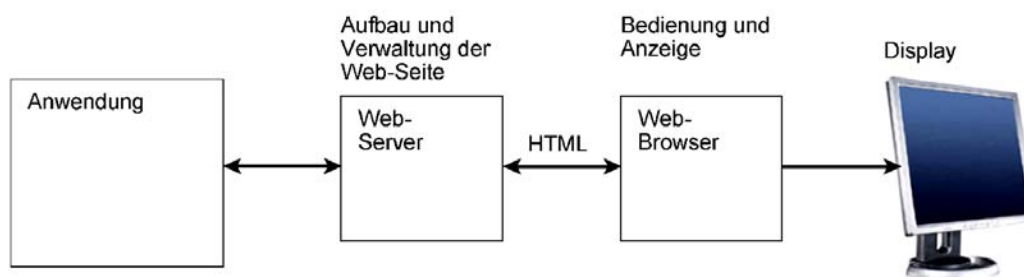 Aufbau und
Verwaltung der
Web-Seite
Bedienung und
Anzeige
Display
Anwendung
Web-
Server
HTML
Web-
Browser